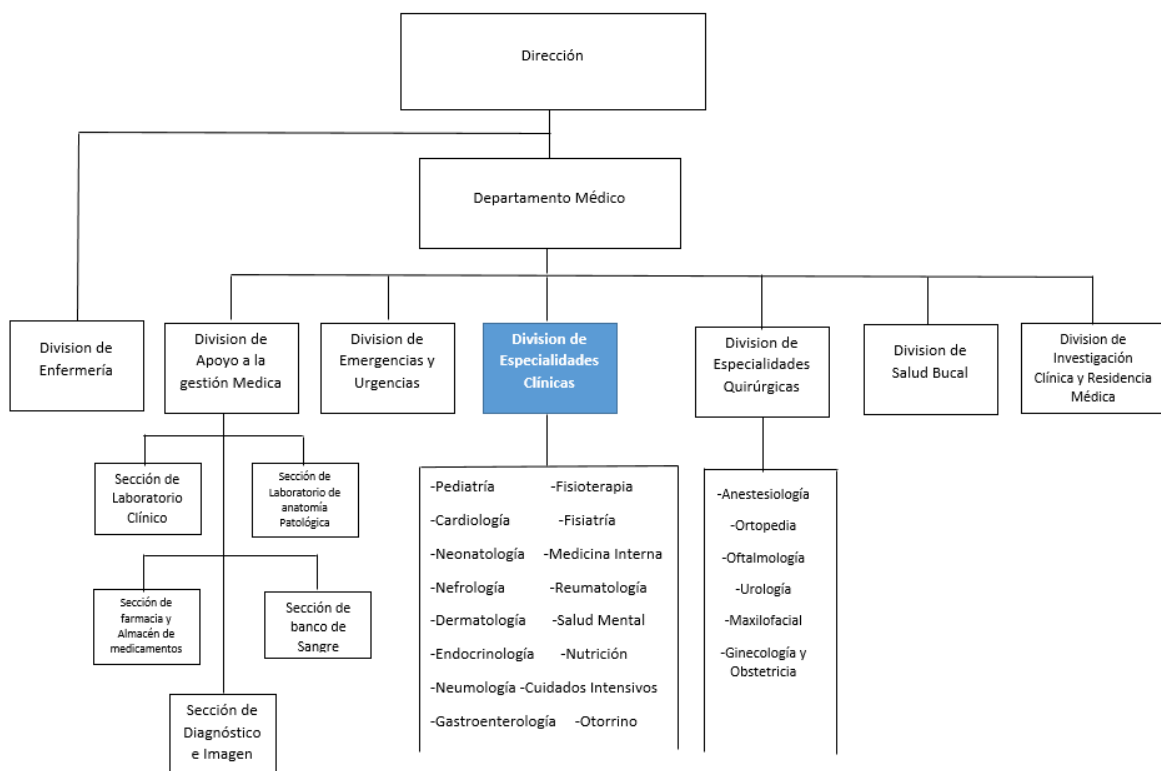 Dirección
Departamento Médico
Division de
Enfermería
Division de
Apoyo a la
gestión Medica
Division de
Emergencias y
Urgencias
Division de
Especialidades
Clínicas
Division de
Especialidades
Quirúrgicas
Division de
Salud Bucal
Division de
Investigación
Clínica y Residencia
Médica
Sección de
Laboratorio
Clínico
Sección de
Laboratorio de
anatomía
Patológica
Sección de
farmacia y
Almacén de
medicamentos
Sección de
banco de
Sangre
Sección de
Diagnóstico
e Imagen
-Pediatría -Fisioterapia
-Cardiología -Fisiatría
-Neonatología -Medicina Interna
-Nefrología -Reumatología
-Dermatología -Salud Mental
-Endocrinología -Nutrición
-Neumología -Cuidados Intensivos
-Gastroenterología -Otorrino
-Anestesiología
-Ortopedia
-Oftalmología
-Urología
-Maxilofacial
-Ginecología y
Obstetricia